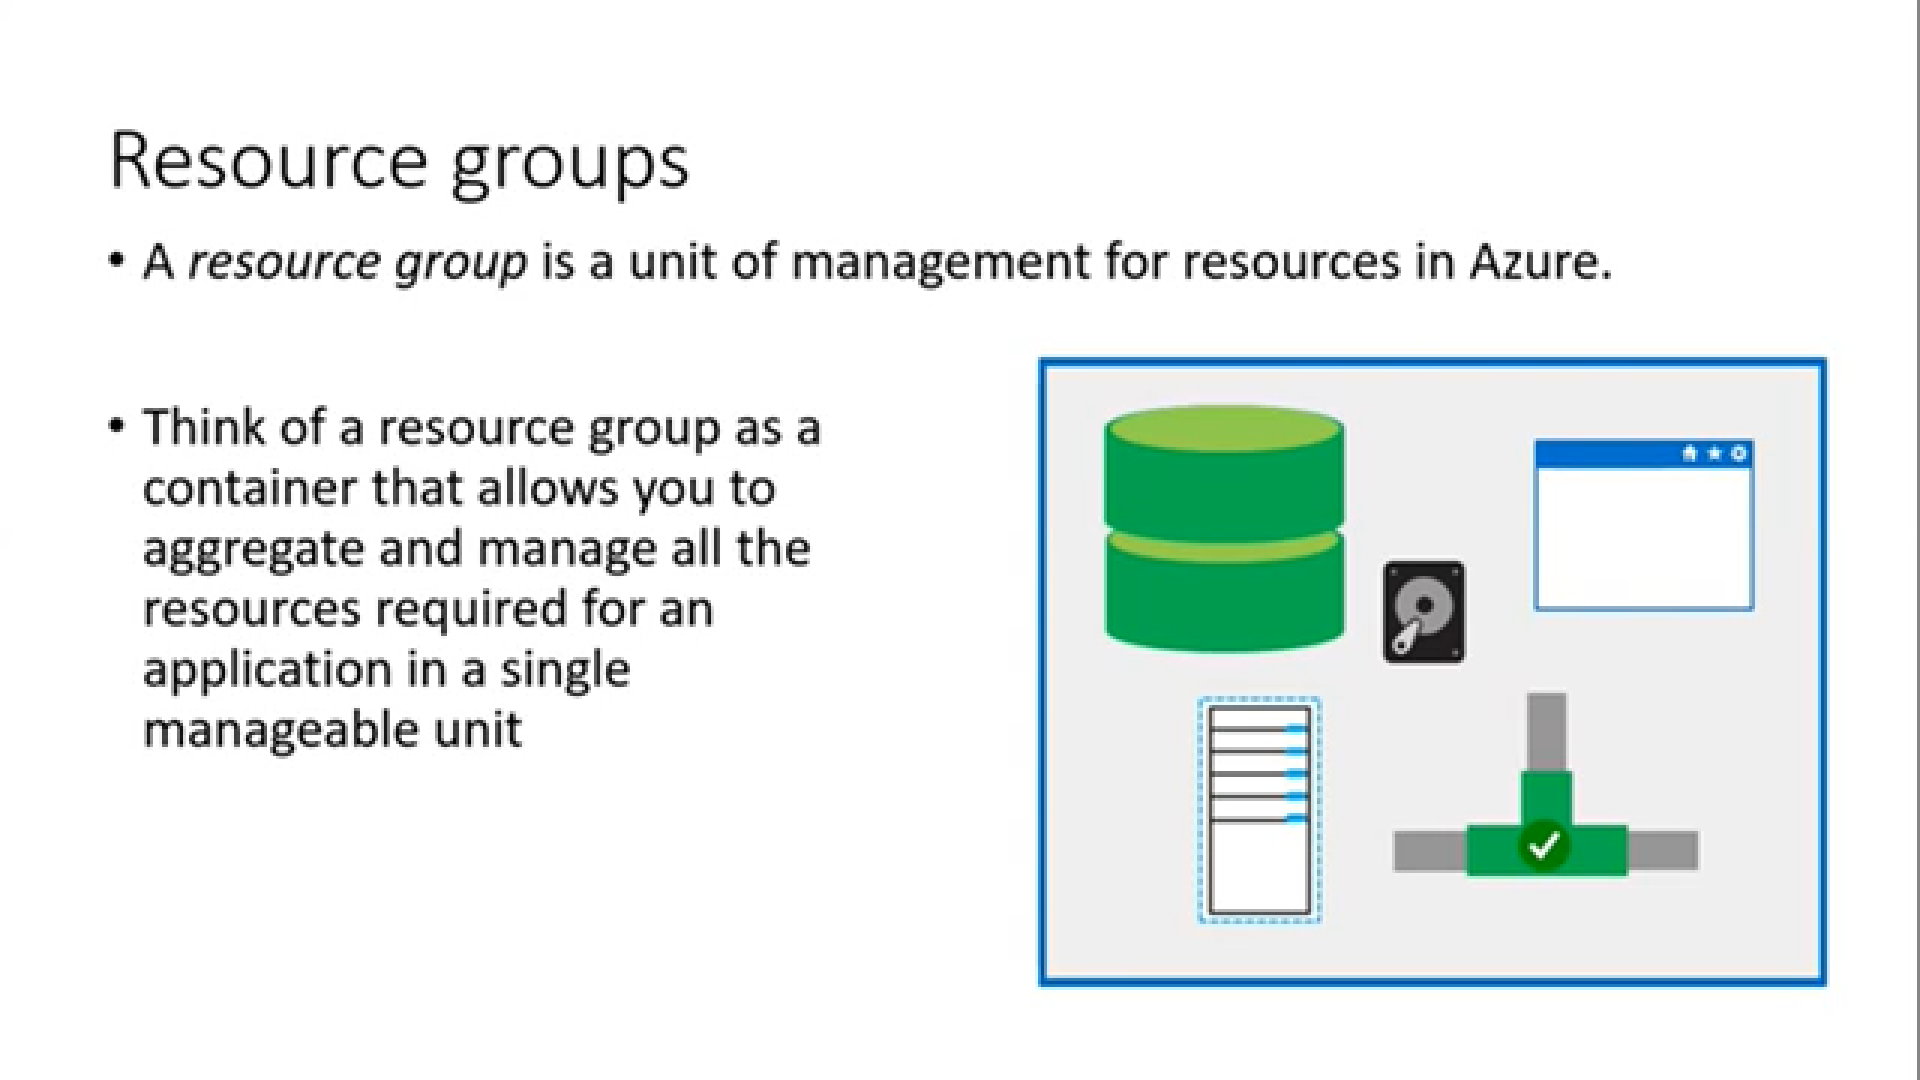 Resource groups
• A resource group is a unit of management for resources in Azure.
• Think of a resource group as a
container that allows you to
aggregate and manage all the
resources required for an
application in a single
manageable unit